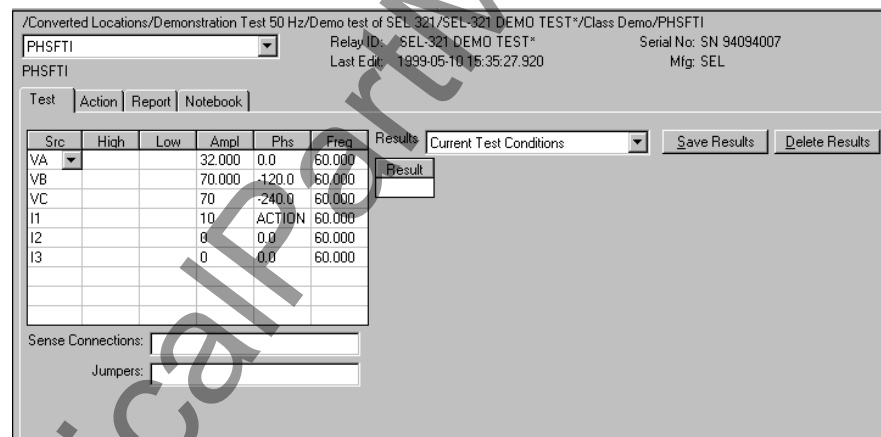 /Converted Locations/Demonstration Test 50 Hz/Demo test of SEL 321/SEL-321 DEMO TEST*/Class Demo/PHSFTI
PHSFTI Relay ID: SEL-321 DEMO TEST* Serial No: SN 94094007
Last Edit: 1999-05-10 15:35:27.920 Mfg: SEL
PHSFTI
Test Action Report Notebook
Results Current Test Conditions Save Results Delete Results
Src High Low Ampl Phs Freq
Result
VA 32.000 0.0 60.000
VB 70.000 -120.0 60.000
VC 70 -240.0 60.000
I1 10 ACTION 60.000
I2 0 0.0 60.000
I3 0 0.0 60.000
Sense Connections:
Jumpers: